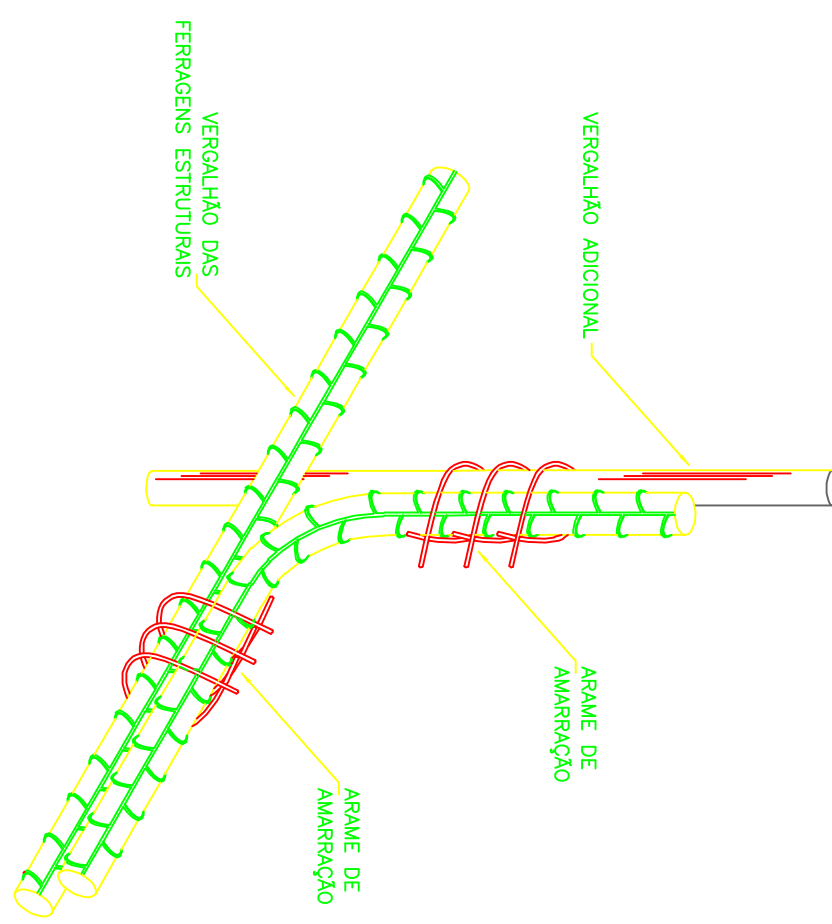 VERGALHÃO DAS
FERRAGENS ESTRUTURAIS
VERGALHÃO ADICIONAL
ARAME DE
AMARRAÇÃO
ARAME DE
AMARRAÇÃO